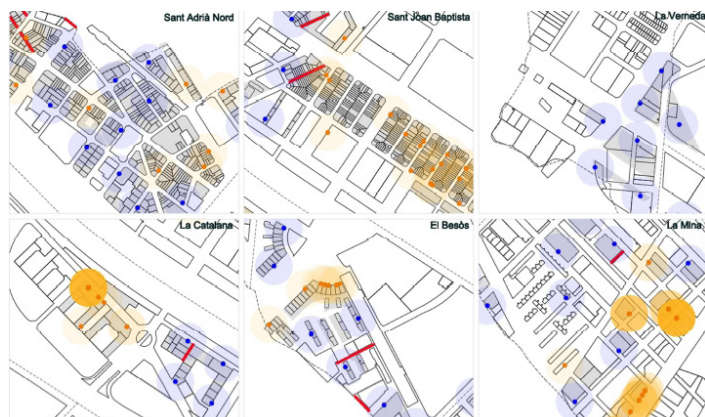 Sant Adrià Nord
Sant Joan Baptista
La Verneda
La Catalana
El Besòs
La Mina